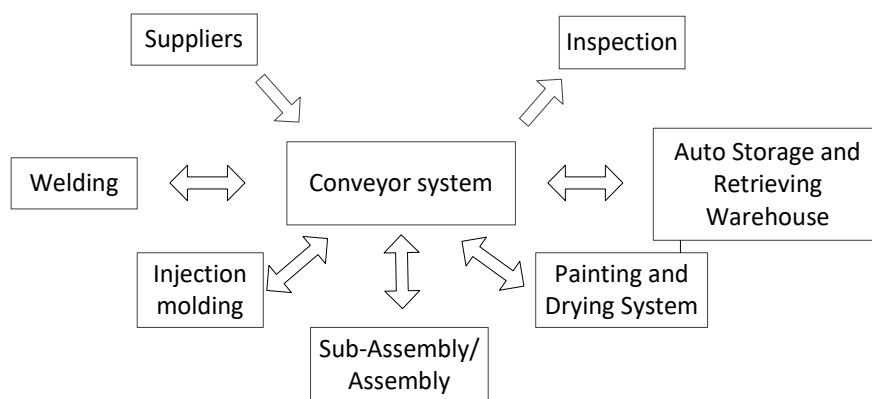 Suppliers
Inspection
Welding
Conveyor system
Auto Storage and
Retrieving
Warehouse
Injection
molding
Painting and
Drying System
Sub-Assembly/
Assembly